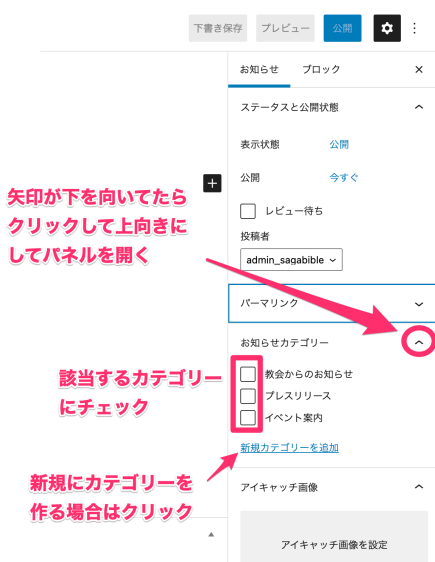 下書き保存 プレビュー 公開
お知らせ ブロック
ステータスと公開状態
表示状態 公開
公開 今すぐ
レビュー待ち
投稿者
admin_sagabible
矢印が下を向いてたら
クリックして上向きに
してパネルを開く
パーマリンク
お知らせカテゴリー
教会からのお知らせ
プレスリリース
イベント案内
該当するカテゴリー
にチェック
新規カテゴリーを追加
新規にカテゴリーを
作る場合はクリック
アイキャッチ画像
アイキャッチ画像を設定